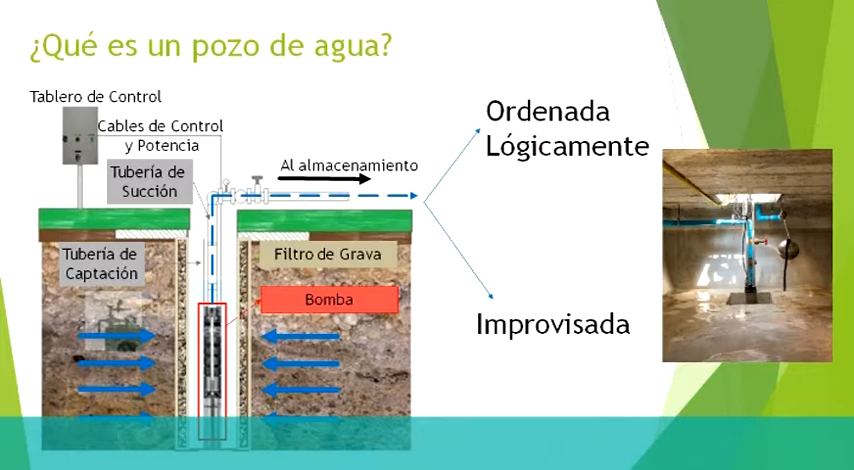 ¿Qué es un pozo de agua?
Tablero de Control
Cables de Control
y Potencia
Tubería de
Succión
Al almacenamiento
Ordenada
Lógicamente
Tubería de
Captación
Filtro de Grava
Bomba
Improvisada